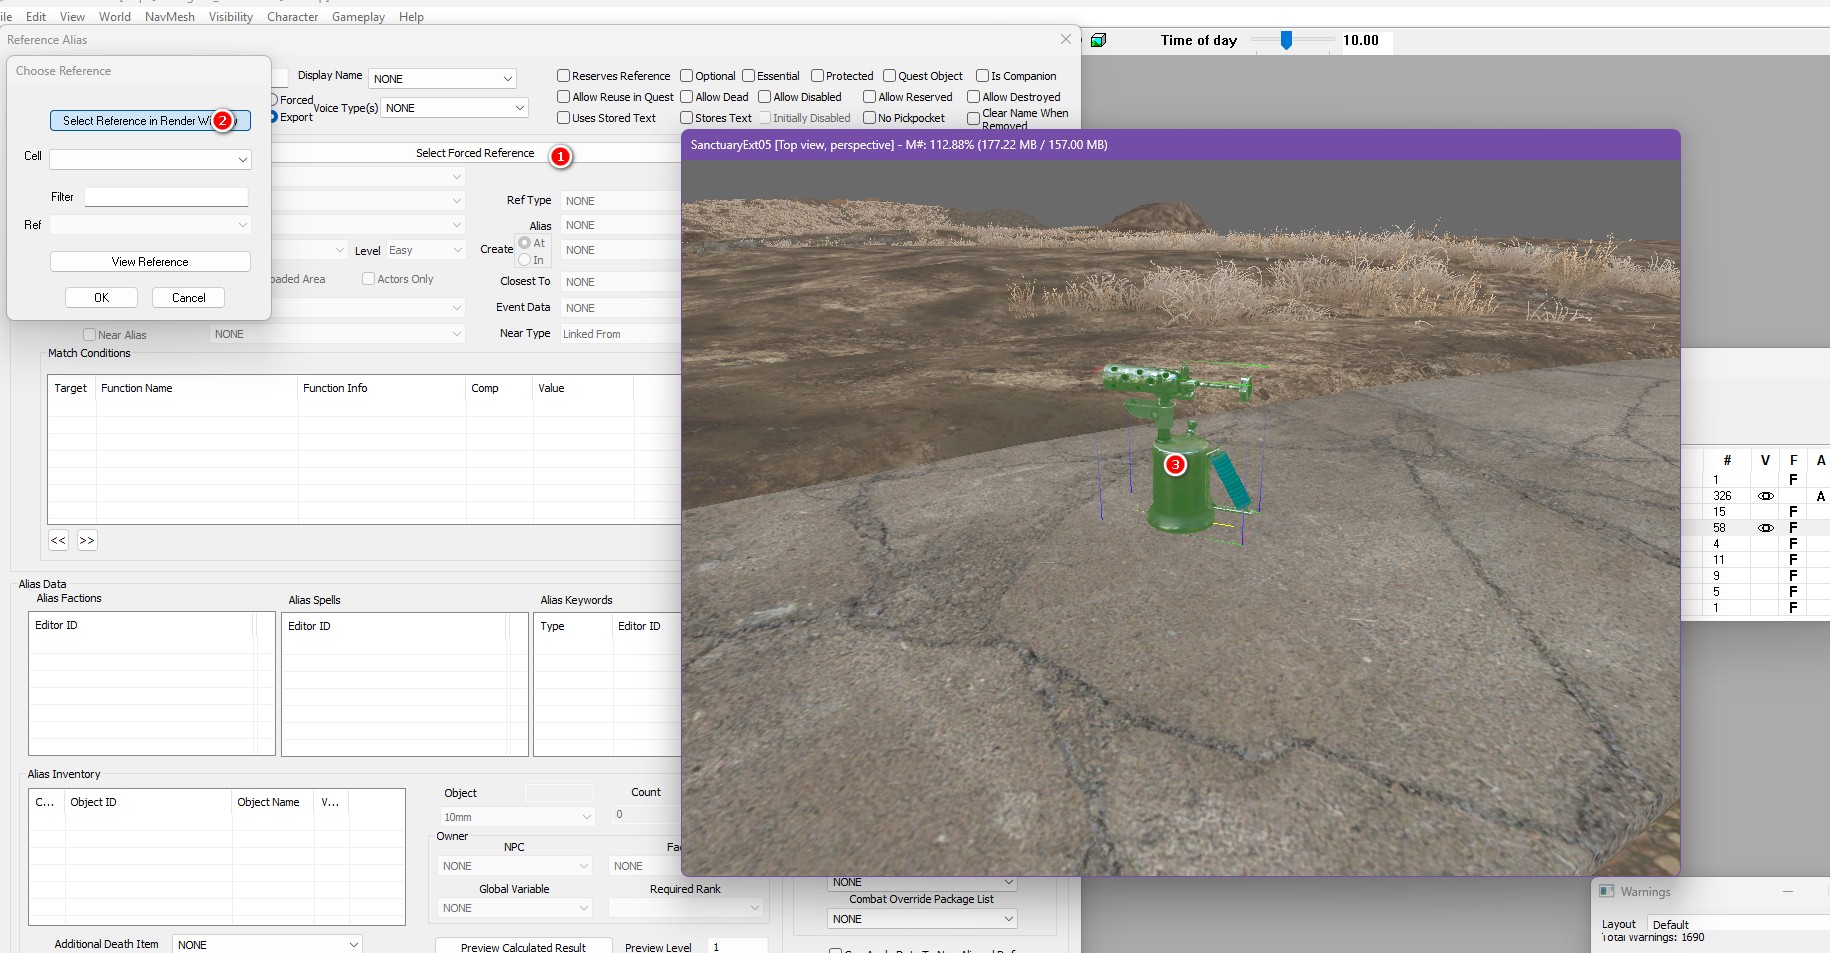 ile Edit View World NavMesh Visibility Character Gameplay Help
Reference Alias
Time of day 10.00
Choose Reference
Display Name NONE
Reserves Reference Optional Essential Protected Quest Object Is Companion
Forced Voice Type(s) NONE
Export
Allow Reuse in Quest Allow Dead Allow Disabled Allow Reserved Allow Destroyed
Uses Stored Text Stores Text Initially Disabled No Pickpocket Clear Name When Removed
Select Reference in Render Wi 2
Select Forced Reference 1
SanctuaryExt05 [Top view, perspective] - M#: 112.88% (177.22 MB / 157.00 MB)
Cell
Filter
Ref
View Reference
OK Cancel
Ref Type NONE
Alias NONE
Level Easy Create At In NONE
oaded Area Actors Only Closest To NONE
Event Data NONE
Near Alias NONE Near Type Linked From
Match Conditions
Target Function Name Function Info Comp Value
<< >>
3
# V F A
1 F
326 A
15 F
58 F
4 F
11 F
9 F
5 F
1 F
Alias Data
Alias Factions Alias Spells Alias Keywords
Editor ID Editor ID Type Editor ID
Alias Inventory
C... Object ID Object Name V...
Object Count
10mm 0
Owner
NPC Fac
NONE NONE
Global Variable Required Rank
NONE
NONE
Combat Override Package List
NONE
Additional Death Item NONE
Preview Calculated Result Preview Level 1
Warnings
Layout Default
Total Warnings: 1690